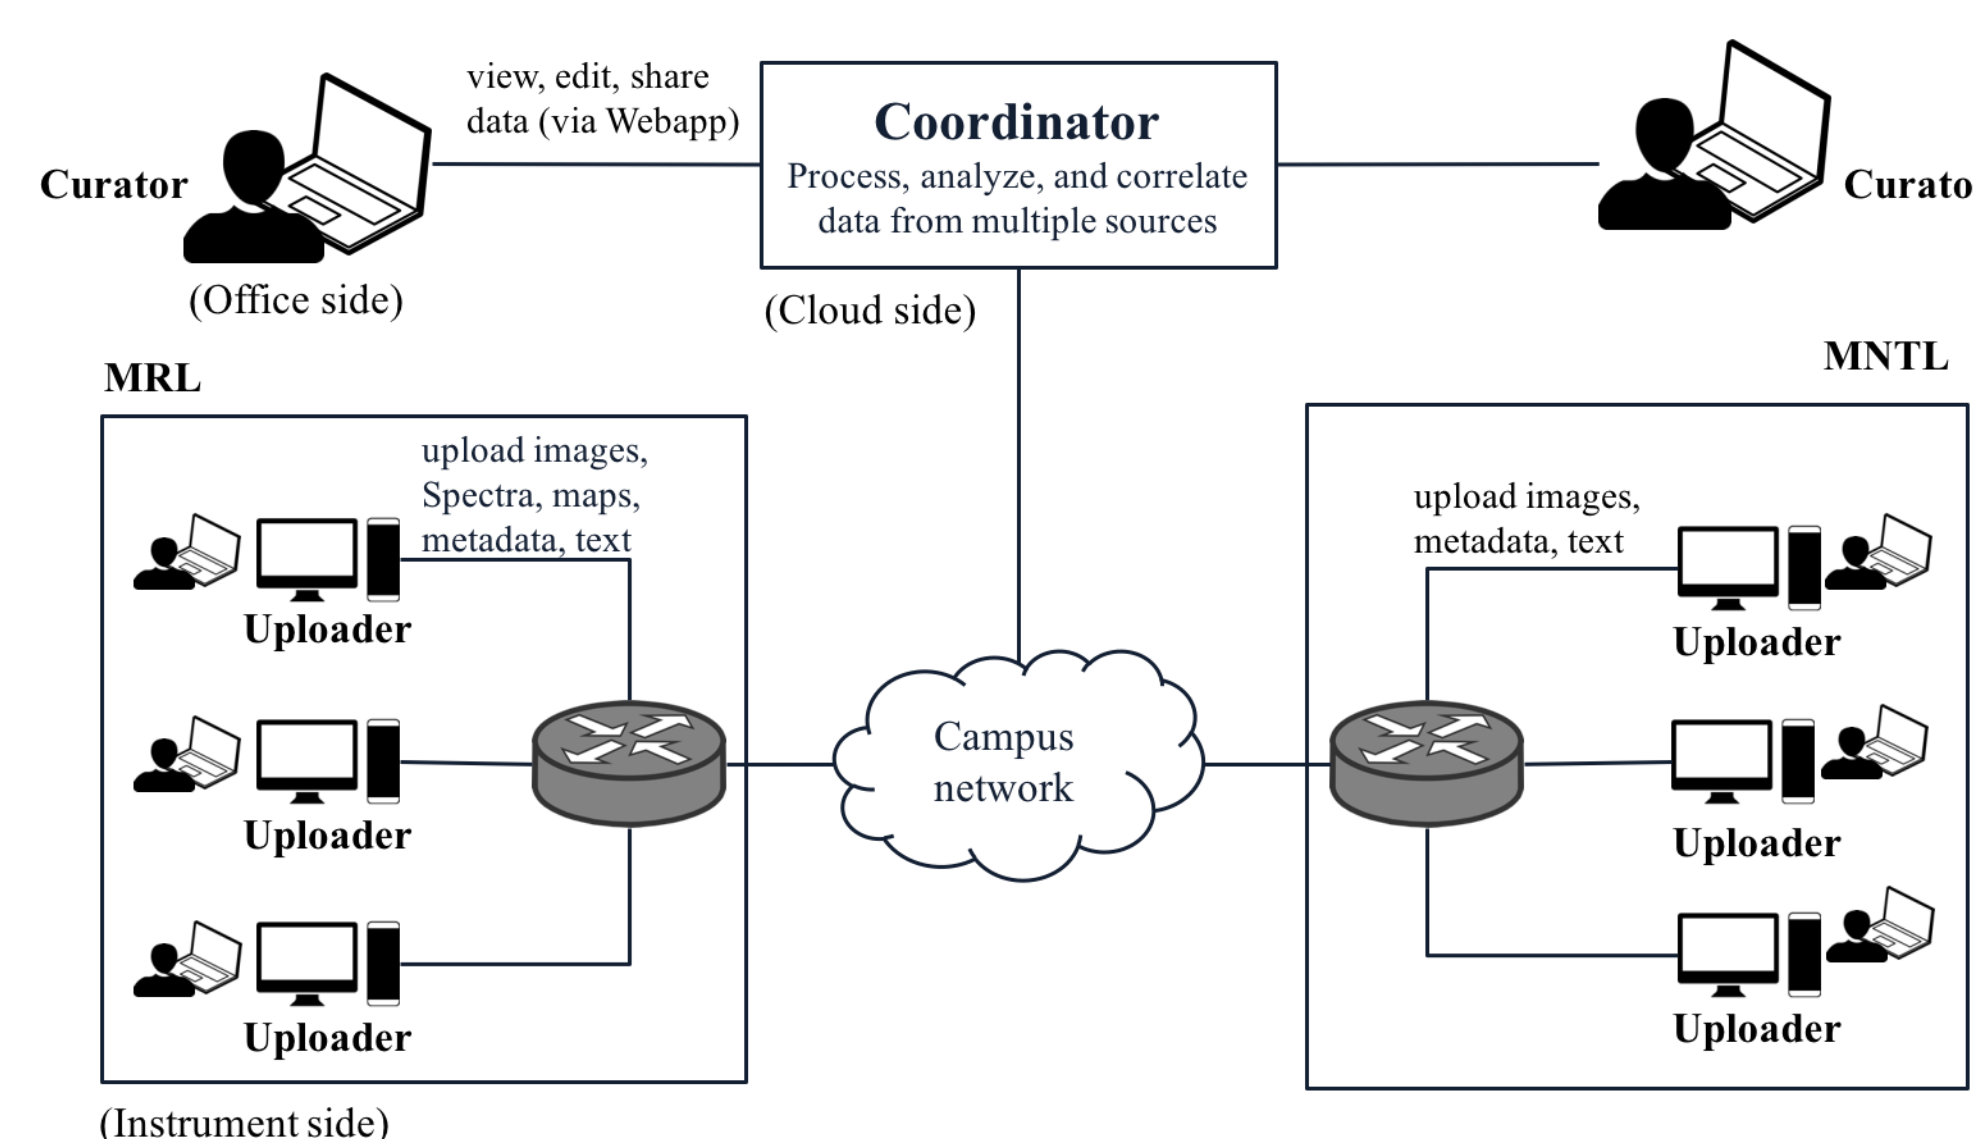 view, edit, share
data (via Webapp)
Coordinator
Process, analyze, and correlate
data from multiple sources
Curator
Curato
(Office side)
(Cloud side)
MRL
MNTL
upload images,
Spectra, maps,
metadata, text
Uploader
Uploader
Uploader
Campus
network
upload images,
metadata, text
Uploader
Uploader
Uploader
(Instrument side)